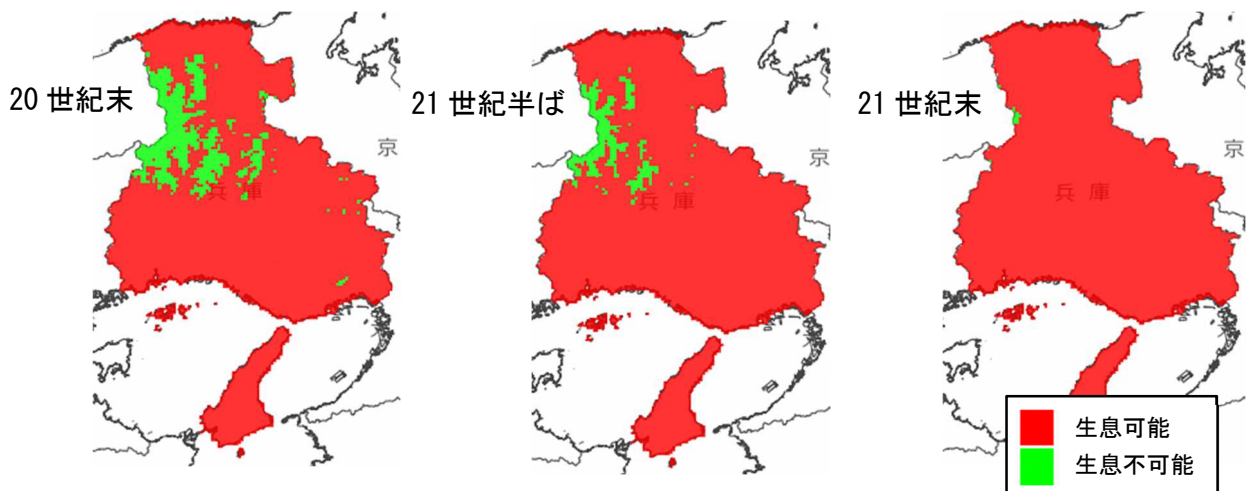 20 世紀末
21 世紀半ば
21 世紀末
京
京
兵 庫
兵 庫
兵 庫
生息可能
生息不可能